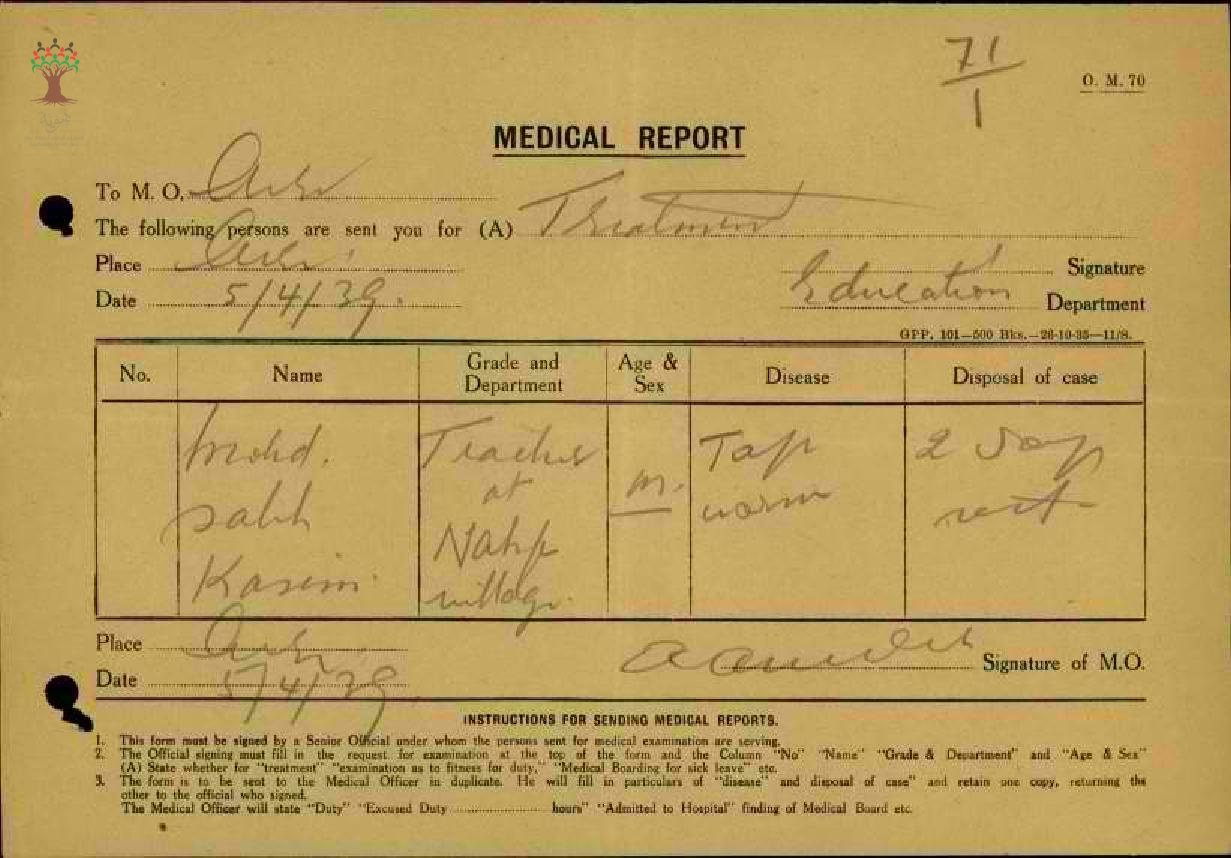 71
1
O. M. 70
MEDICAL REPORT
To M. O.
The following persons are sent you for (A) Treatment
Place
Signature
Date 5/4/39.
Education Department
GPP. 101—500 Bks.—26-10-35—11/8.
No. Name Grade and Department Age & Sex Disease Disposal of case
Mohd. Teacher Tap 2 Days
at m. worm rest
Kasim village
Place
Signature of M.O.
Date 5/4/39.
INSTRUCTIONS FOR SENDING MEDICAL REPORTS.
1. This form must be signed by a Senior Official under whom the persons sent for medical examination are serving.
2. The Official signing must fill in the request for examination at the top of the form and the Column "No" "Name" "Grade & Department" and "Age & Sex"
(A) State whether for "treatment" "examination as to fitness for duty," "Medical Boarding for sick leave" etc.
3. The form is to be sent to the Medical Officer in duplicate. He will fill in particulars of "disease" and disposal of case" and retain one copy, returning the
other to the official who signed.
The Medical Officer will state "Duty" "Excused Duty ........................ hours" "Admitted to Hospital" finding of Medical Board etc.